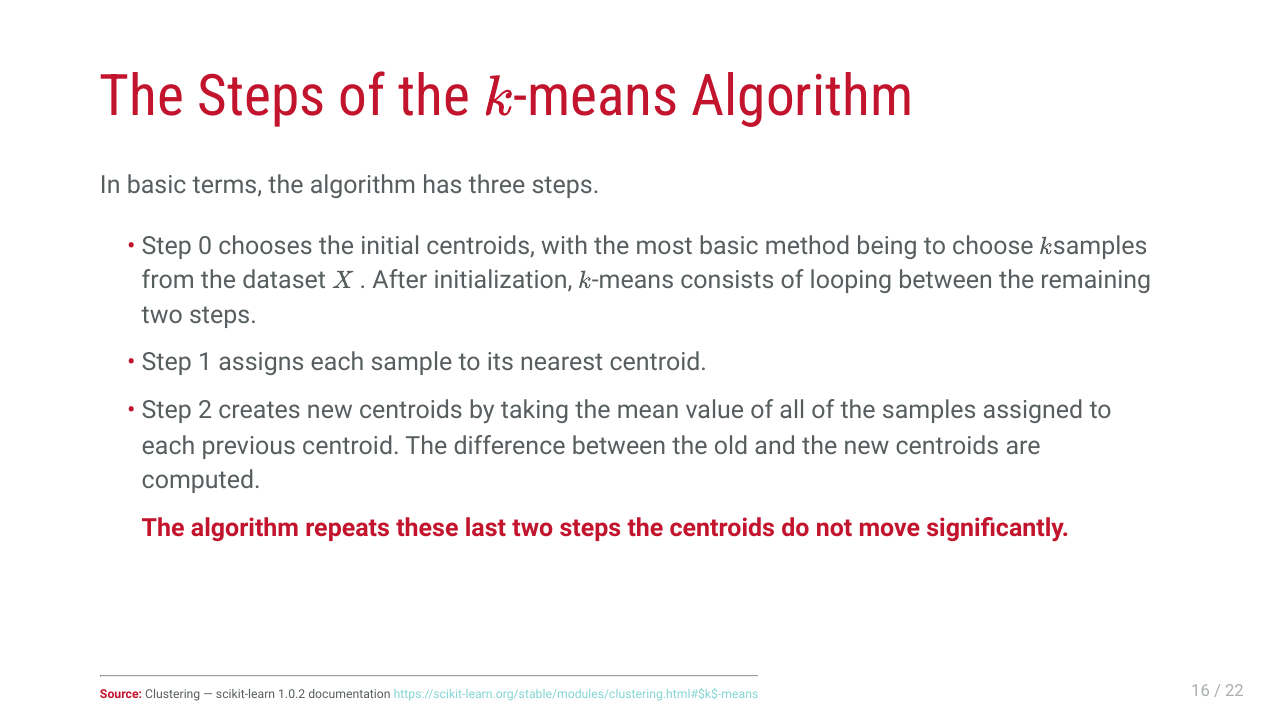 The Steps of the k-means Algorithm
In basic terms, the algorithm has three steps.
• Step 0 chooses the initial centroids, with the most basic method being to choose ksamples
from the dataset X . After initialization, k-means consists of looping between the remaining
two steps.
• Step 1 assigns each sample to its nearest centroid.
• Step 2 creates new centroids by taking the mean value of all of the samples assigned to
each previous centroid. The difference between the old and the new centroids are
computed.
The algorithm repeats these last two steps the centroids do not move significantly.
Source: Clustering — scikit-learn 1.0.2 documentation https://scikit-learn.org/stable/modules/clustering.html#$k$-means
16 / 22